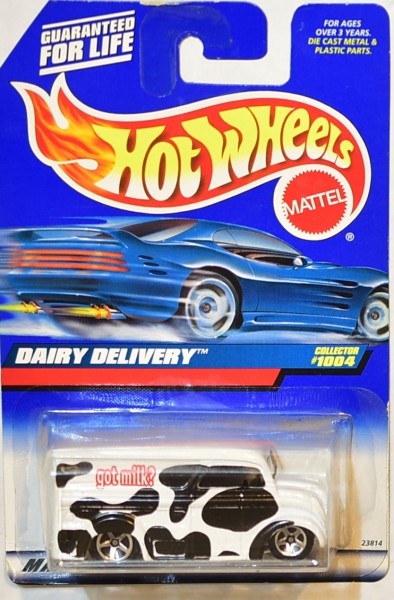 GUARANTEED
FOR LIFE
FOR AGES
OVER 3 YEARS.
DIE CAST METAL &
PLASTIC PARTS.
HOT WHEELS
MATTEL
®
DAIRY DELIVERY™
COLLECTOR
#1004
got milk?
23814